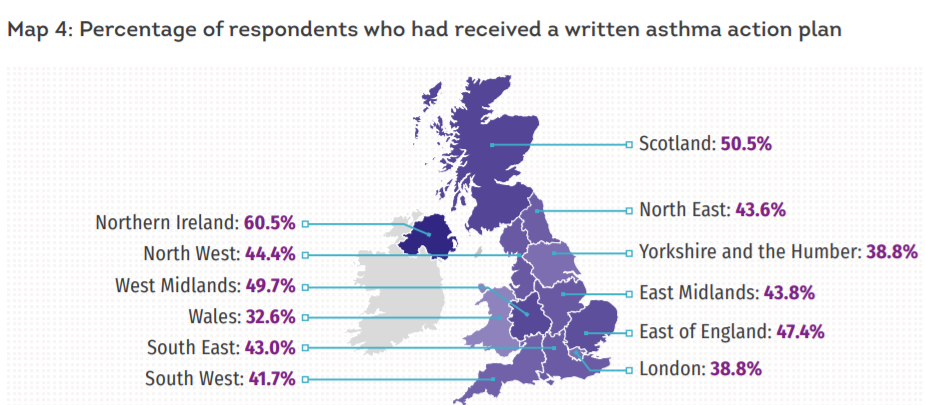 Map 4: Percentage of respondents who had received a written asthma action plan
Scotland: 50.5%
Northern Ireland: 60.5%
North West: 44.4%
West Midlands: 49.7%
Wales: 32.6%
South East: 43.0%
South West: 41.7%
North East: 43.6%
Yorkshire and the Humber: 38.8%
East Midlands: 43.8%
East of England: 47.4%
London: 38.8%